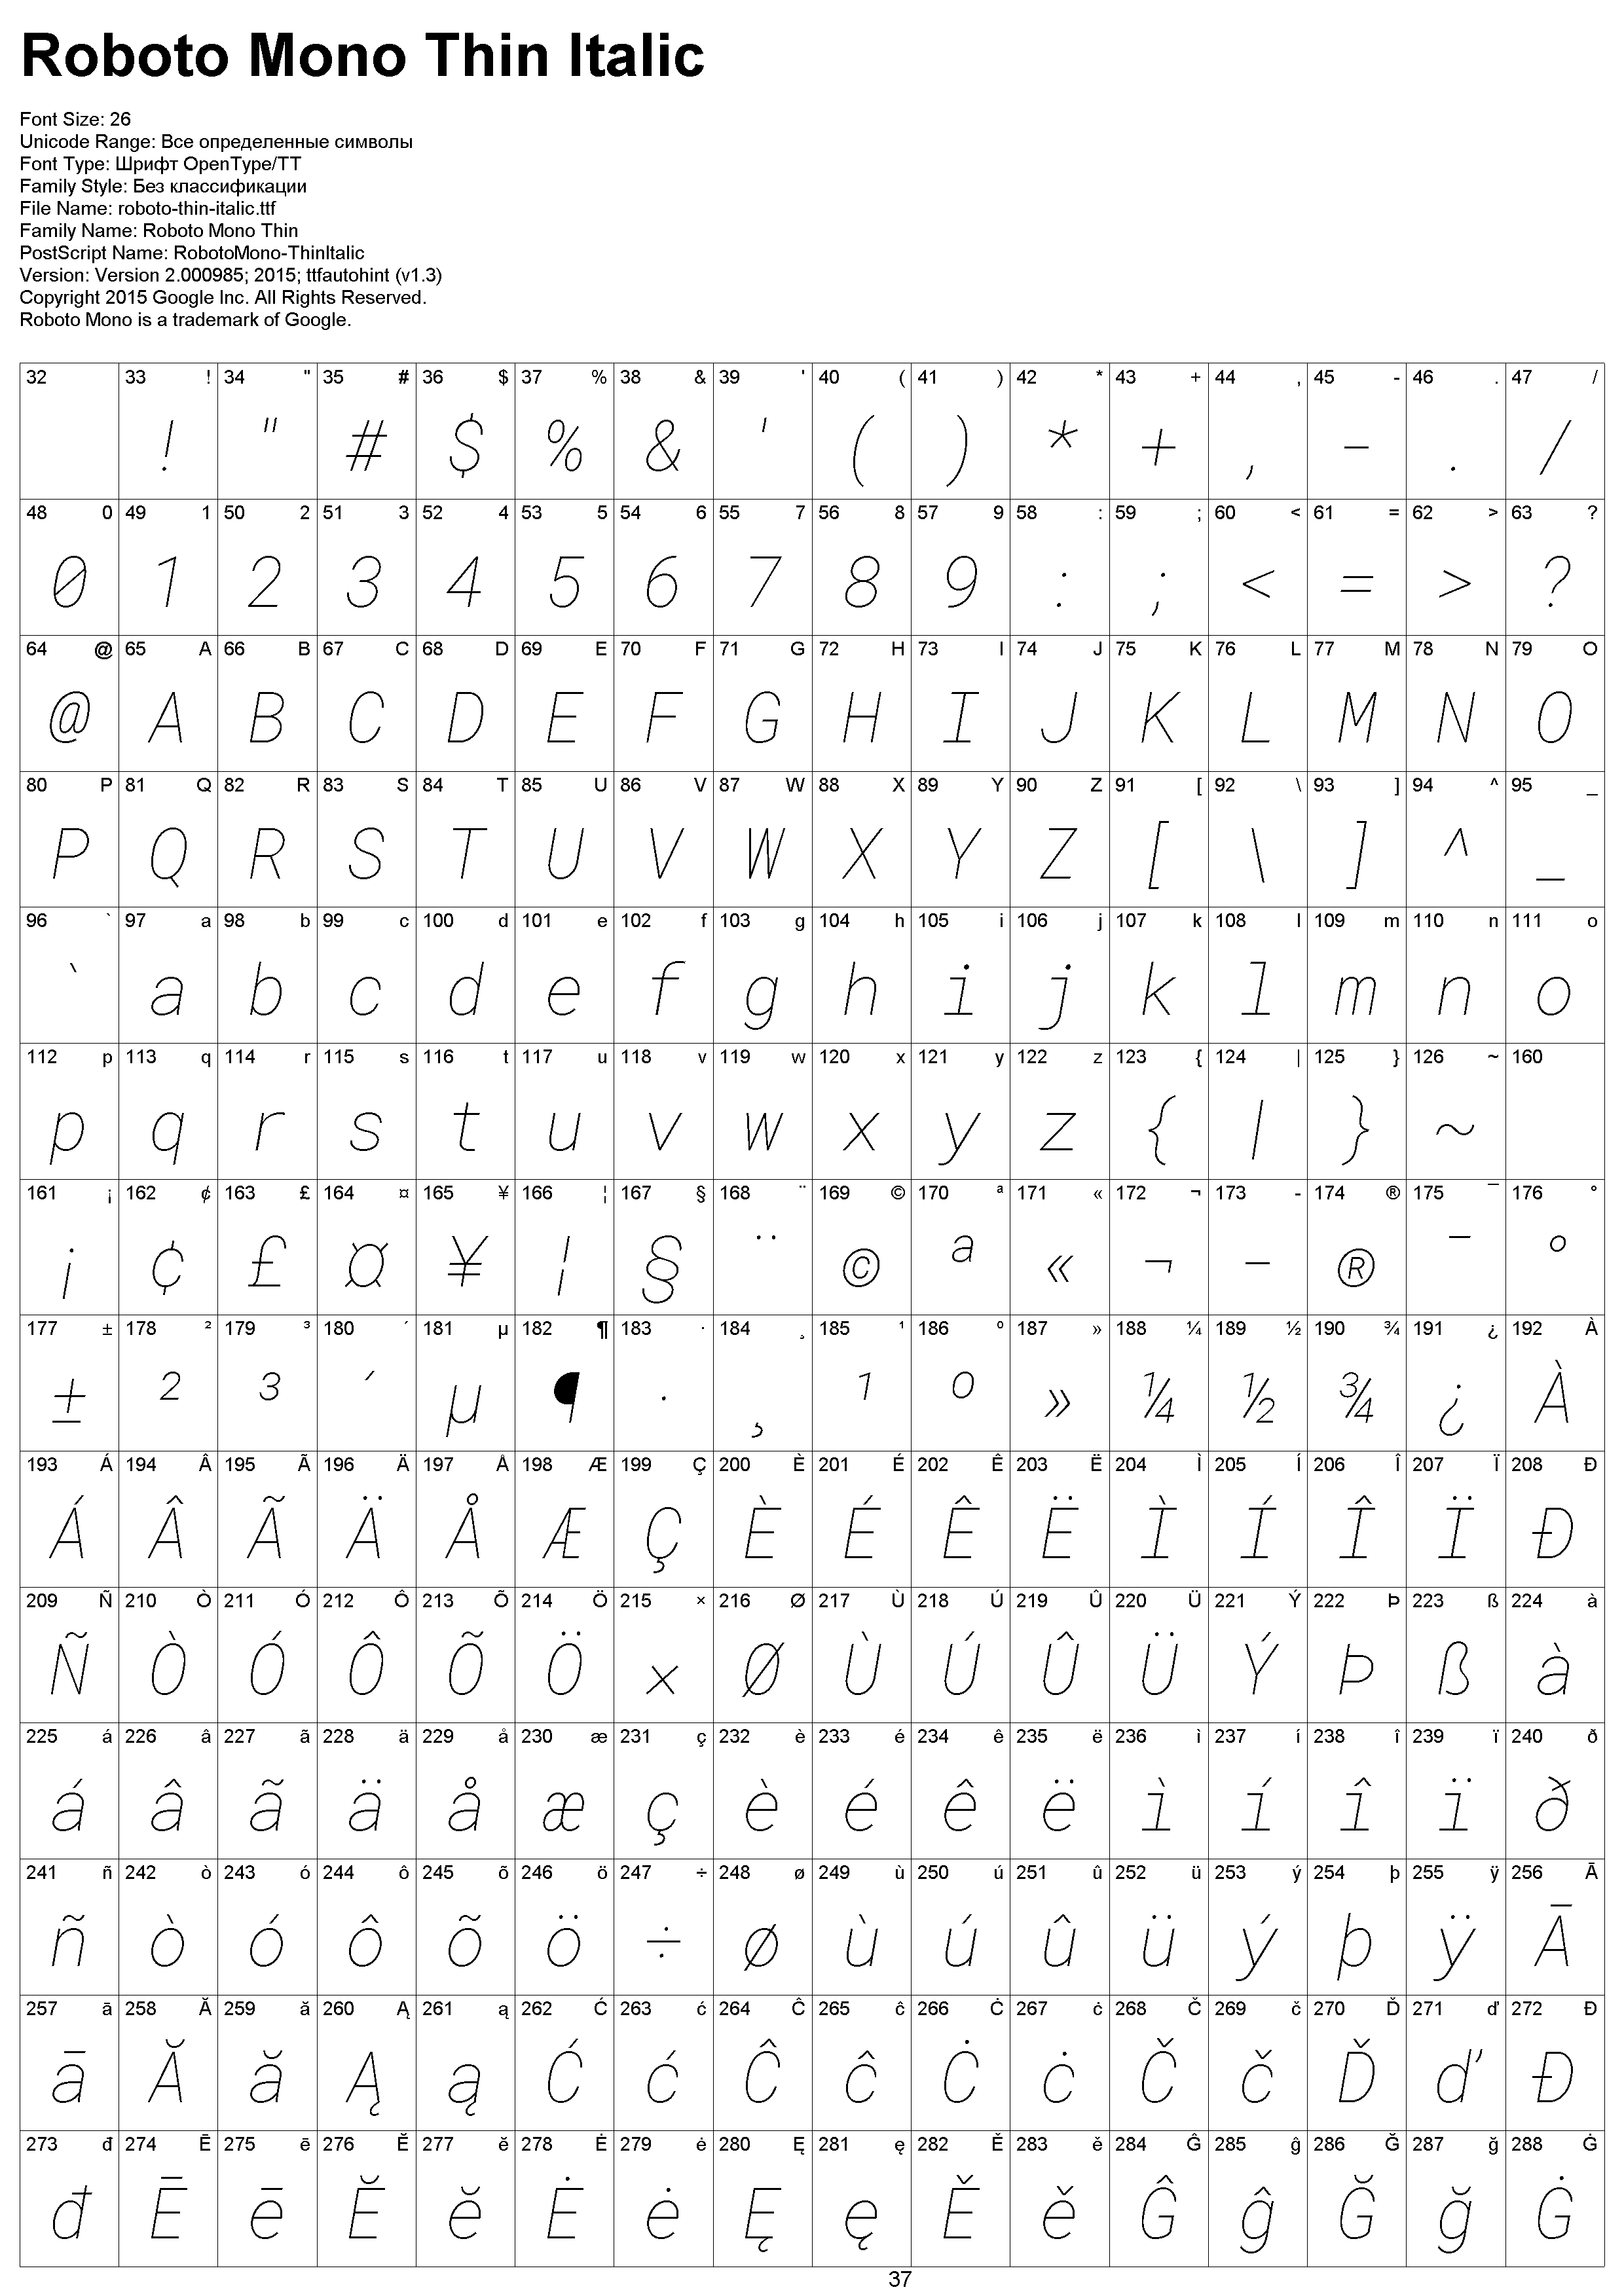 Roboto Mono Thin Italic
Font Size: 26
Unicode Range: Все определенные символы
Font Type: Шрифт OpenType/TT
Family Style: Без классификации
File Name: roboto-thin-italic.ttf
Family Name: Roboto Mono Thin
PostScript Name: RobotoMono-ThinItalic
Version: Version 2.000985; 2015; ttfautohint (v1.3)
Copyright 2015 Google Inc. All Rights Reserved.
Roboto Mono is a trademark of Google.
32 33 ! 34 " 35 # 36 $ 37 % 38 & 39 ' 40 ( 41 ) 42 * 43 + 44 , 45 - 46 . 47 /
! " # $ % & ' ( ) * + , - . /
48 0 49 1 50 2 51 3 52 4 53 5 54 6 55 7 56 8 57 9 58 : 59 ; 60 < 61 = 62 > 63 ?
0 1 2 3 4 5 6 7 8 9 : ; < = > ?
64 @ 65 A 66 B 67 C 68 D 69 E 70 F 71 G 72 H 73 I 74 J 75 K 76 L 77 M 78 N 79 O
@ A B C D E F G H I J K L M N O
80 P 81 Q 82 R 83 S 84 T 85 U 86 V 87 W 88 X 89 Y 90 Z 91 [ 92 \ 93 ] 94 ^ 95 _
P Q R S T U V W X Y Z [ \ ] ^ _
96 ` 97 a 98 b 99 c 100 d 101 e 102 f 103 g 104 h 105 i 106 j 107 k 108 l 109 m 110 n 111 o
` a b c d e f g h i j k l m n o
112 p 113 q 114 r 115 s 116 t 117 u 118 v 119 w 120 x 121 y 122 z 123 { 124 | 125 } 126 ~ 160
p q r s t u v w x y z { | } ~
161 ¡ 162 ¢ 163 £ 164 ¤ 165 ¥ 166 ¦ 167 § 168 ¨ 169 © 170 ª 171 « 172 ¬ 173 - 174 ® 175 ¯ 176 °
¡ ¢ £ ¤ ¥ ¦ § ¨ © ª « ¬ - ® ¯ °
177 ± 178 ² 179 ³ 180 ´ 181 µ 182 ¶ 183 · 184 ¸ 185 ¹ 186 º 187 » 188 ¼ 189 ½ 190 ¾ 191 ¿ 192 À
± ² ³ ´ µ ¶ · ¸ ¹ º » ¼ ½ ¾ ¿ À
193 Á 194 Â 195 Ã 196 Ä 197 Å 198 Æ 199 Ç 200 È 201 É 202 Ê 203 Ë 204 Ì 205 Í 206 Î 207 Ï 208 Ð
Á Â Ã Ä Å Æ Ç È É Ê Ë Ì Í Î Ï Ð
209 Ñ 210 Ò 211 Ó 212 Ô 213 Õ 214 Ö 215 × 216 Ø 217 Ù 218 Ú 219 Û 220 Ü 221 Ý 222 Þ 223 ß 224 à
Ñ Ò Ó Ô Õ Ö × Ø Ù Ú Û Ü Ý Þ ß à
225 á 226 â 227 ã 228 ä 229 å 230 æ 231 ç 232 è 233 é 234 ê 235 ë 236 ì 237 í 238 î 239 ï 240 ð
á â ã ä å æ ç è é ê ë ì í î ï ð
241 ñ 242 ò 243 ó 244 ô 245 õ 246 ö 247 ÷ 248 ø 249 ù 250 ú 251 û 252 ü 253 ý 254 þ 255 ÿ 256 Ā
ñ ò ó ô õ ö ÷ ø ù ú û ü ý þ ÿ Ā
257 ā 258 Ă 259 ă 260 Ą 261 ą 262 Ć 263 ć 264 Ĉ 265 ĉ 266 Ċ 267 ċ 268 Č 269 č 270 Ď 271 ď 272 Đ
ā Ă ă Ą ą Ć ć Ĉ ĉ Ċ ċ Č č Ď ď Đ
273 đ 274 Ē 275 ē 276 Ĕ 277 ĕ 278 Ė 279 ė 280 Ę 281 ę 282 Ě 283 ě 284 Ĝ 285 ĝ 286 Ğ 287 ğ 288 Ġ
đ Ē ē Ĕ ĕ Ė ė Ę ę Ě ě Ĝ ĝ Ğ ğ Ġ
37